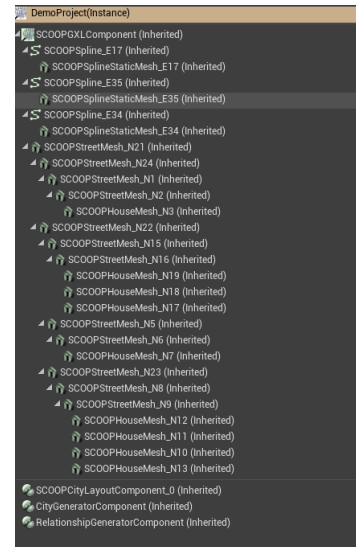 DemoProject(Instance)
SCOOPGXLComponent (Inherited)
SCOOPSpline_E17 (Inherited)
SCOOPSplineStaticMesh_E17 (Inherited)
SCOOPSpline_E35 (Inherited)
SCOOPSplineStaticMesh_E35 (Inherited)
SCOOPSpline_E34 (Inherited)
SCOOPSplineStaticMesh_E34 (Inherited)
SCOOPStreetMesh_N21 (Inherited)
SCOOPStreetMesh_N24 (Inherited)
SCOOPStreetMesh_N1 (Inherited)
SCOOPStreetMesh_N2 (Inherited)
SCOOPHouseMesh_N3 (Inherited)
SCOOPStreetMesh_N22 (Inherited)
SCOOPStreetMesh_N15 (Inherited)
SCOOPStreetMesh_N16 (Inherited)
SCOOPHouseMesh_N19 (Inherited)
SCOOPHouseMesh_N18 (Inherited)
SCOOPHouseMesh_N17 (Inherited)
SCOOPStreetMesh_N5 (Inherited)
SCOOPStreetMesh_N6 (Inherited)
SCOOPHouseMesh_N7 (Inherited)
SCOOPStreetMesh_N23 (Inherited)
SCOOPStreetMesh_N8 (Inherited)
SCOOPStreetMesh_N9 (Inherited)
SCOOPHouseMesh_N12 (Inherited)
SCOOPHouseMesh_N11 (Inherited)
SCOOPHouseMesh_N10 (Inherited)
SCOOPHouseMesh_N13 (Inherited)
SCOOPCityLayoutComponent_0 (Inherited)
CityGeneratorComponent (Inherited)
RelationshipGeneratorComponent (Inherited)